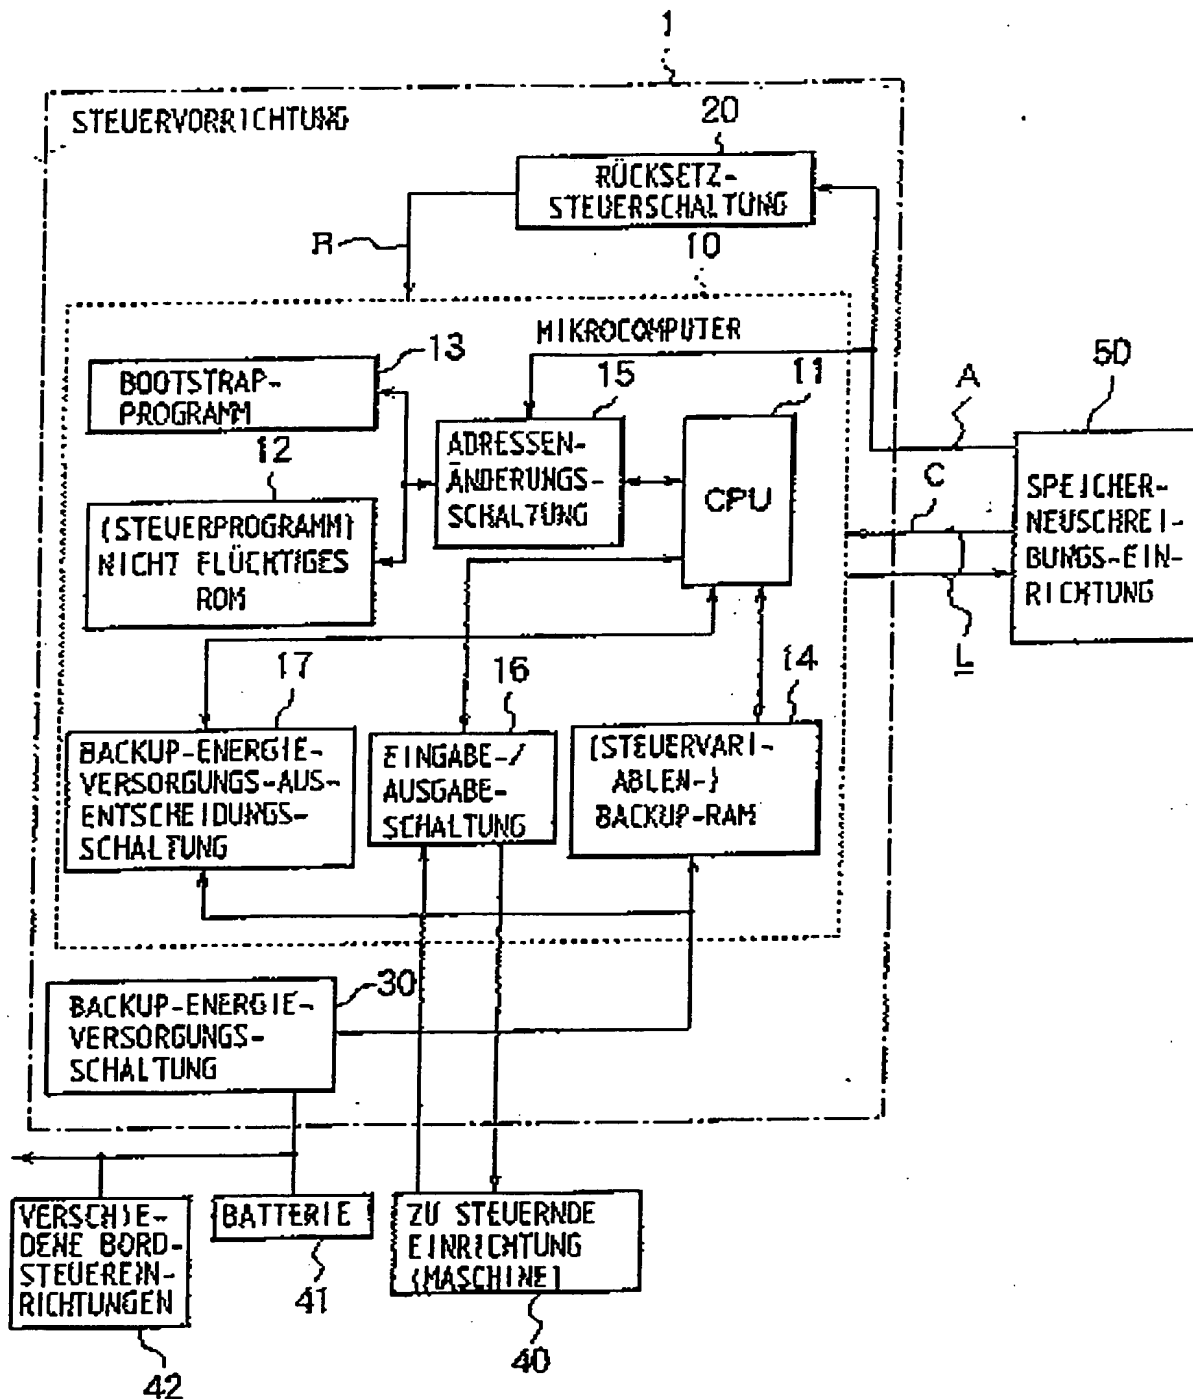 1
STEUERVORRICHTUNG
20
RÜCKSETZ-
STEUERSCHALTUNG
R
10
MIKROCOMPUTER
13
BOOTSTRAP-
PROGRAMM
15
11
A
50
12
ADRESSEN-
ÄNDERUNGS-
SCHALTUNG
CPU
C
SPEICHER-
NEUSCHREI-
BUNGS-EIN-
RICHTUNG
(STEUERPROGRAMM)
NICHT FLÜCHTIGES
ROM
L
17
16
14
BACKUP-ENERGIE-
VERSORGUNGS-AUS-
ENTSCHEIDUNGS-
SCHALTUNG
EINGABE-/
AUSGABE-
SCHALTUNG
(STEUERVARI-
ABLEN-)
BACKUP-RAM
30
BACKUP-ENERGIE-
VERSORGUNGS-
SCHALTUNG
VERSCHIE-
DENE BORD-
STEUEREIN-
RICHTUNGEN
BATTERIE
ZU STEUERNDE
EINRICHTUNG
(MASCHINE)
41
40
42